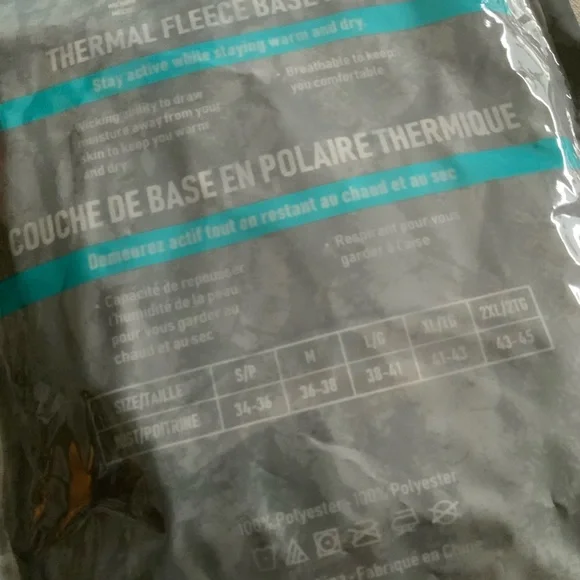 THERMAL FLEECE BASE
Stay active while staying warm and dry.
Wicking ability to draw
moisture away from your
skin to keep you warm
and dry
· Breathable to keep
you comfortable
COUCHE DE BASE EN POLAIRE THERMIQUE
Demeurez actif tout en restant au chaud et au sec
· Capacité de repousser
l'humidité de la peau
pour vous garder au
chaud et au sec
· Respirant pour vous
garder à l'aise
SIZE/TAILLE S/P M L/G XL/EG 2XL/2TG
/POITRINE 34-36 36-38 38-41 41-43 43-45
100% Polyester · 100% Polyester
· Fabriqué en